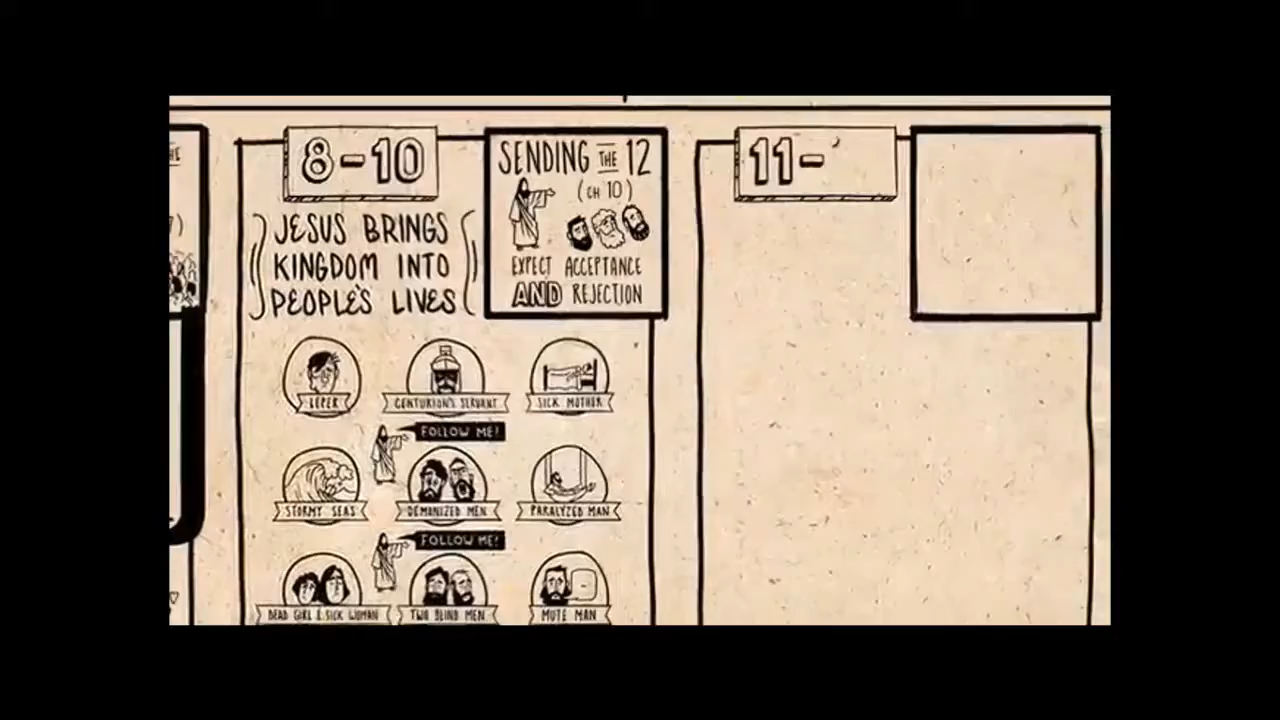 8-10
JESUS BRINGS
KINGDOM INTO
PEOPLE'S LIVES
SENDING THE 12
(CH 10)
EXPECT ACCEPTANCE
AND REJECTION
LEPER
CENTURION'S SERVANT
SICK MOTHER
FOLLOW ME!
STORMY SEAS
DEMONIZED MEN
PARALYZED MAN
FOLLOW ME!
DEAD GIRL & SICK WOMAN
TWO BLIND MEN
MUTE MAN
11-